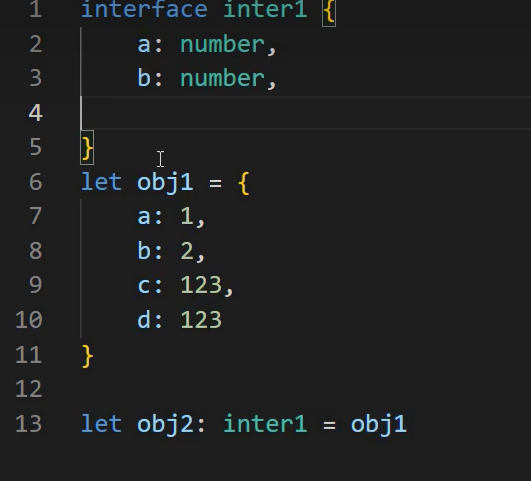 1 interface inter1 {
2 a: number,
3 b: number,
4
5 }
6 let obj1 = {
7 a: 1,
8 b: 2,
9 c: 123,
10 d: 123
11 }
12
13 let obj2: inter1 = obj1